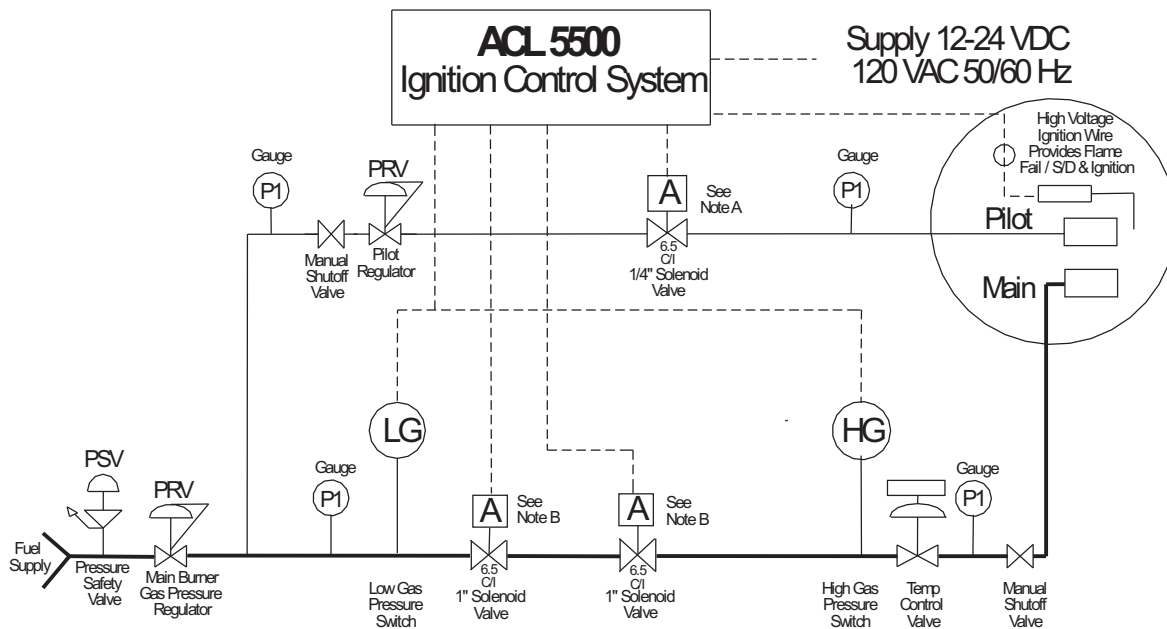 ACL 5500
Ignition Control System
Supply 12-24 VDC
120 VAC 50/60 Hz
High Voltage
Ignition Wire
Provides Flame
Fail / S/D & Ignition
Gauge
P1
PRV
Manual
Shutoff
Valve
Pilot
Regulator
A
See
Note A
6.5
C/I
1/4" Solenoid
Valve
Gauge
P1
Pilot
Main
LG
HG
PSV
PRV
Gauge
P1
A
See
Note B
A
See
Note B
Gauge
P1
Fuel
Supply
Pressure
Safety
Valve
Main Burner
Gas Pressure
Regulator
Low Gas
Pressure
Switch
6.5
C/I
1" Solenoid
Valve
6.5
C/I
1" Solenoid
Valve
High Gas
Pressure
Switch
Temp
Control
Valve
Manual
Shutoff
Valve